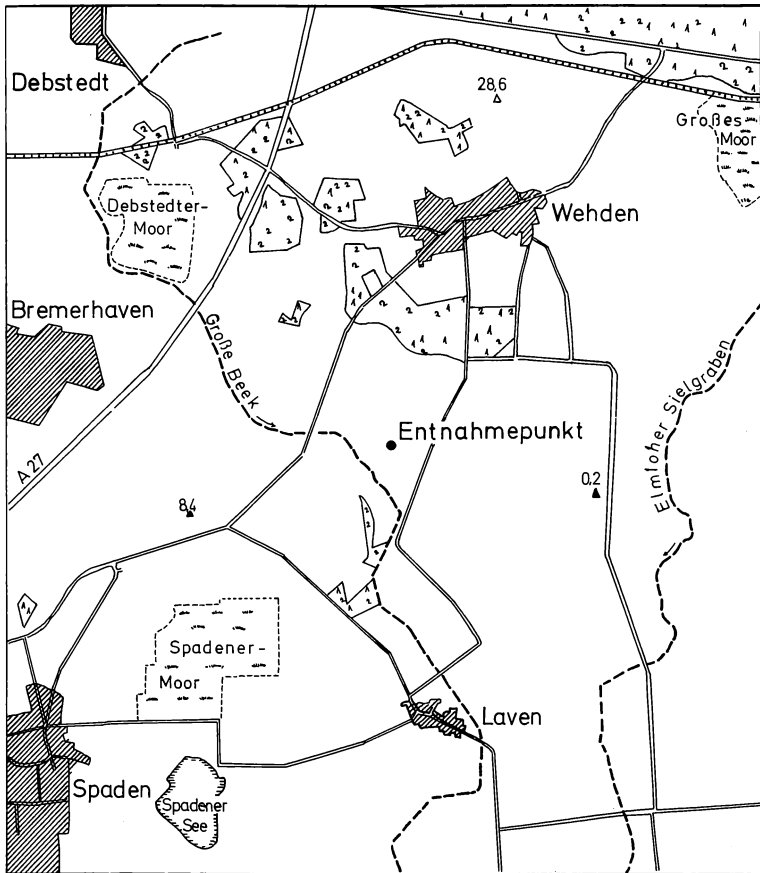 Debstedt
28,6
Großes
Moor
Debstedter-
Moor
Wehden
Bremerhaven
Große Beek
Elmloher Sielgraben
Entnahmepunkt
A 27
0,2
8,4
Spadener-
Moor
Laven
Spaden
Spadener
See